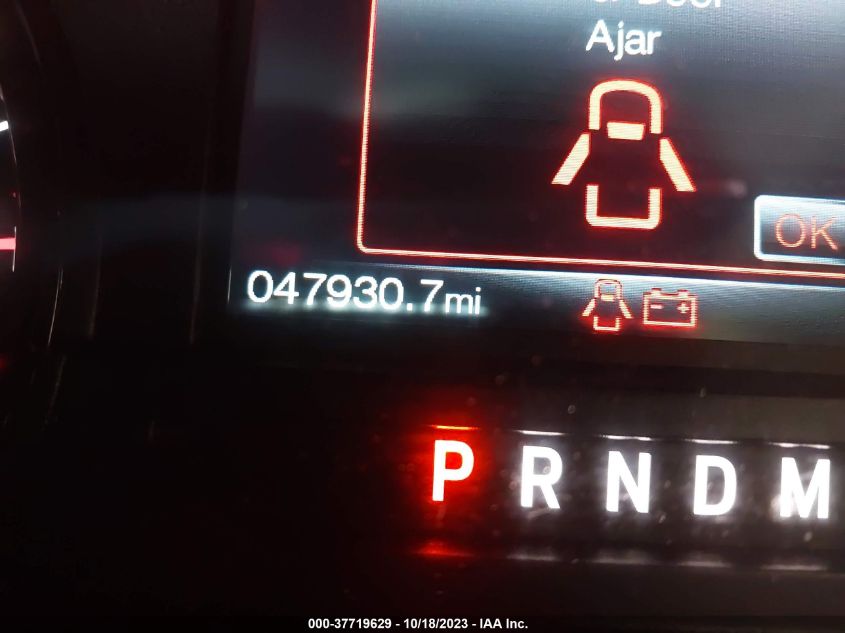 Ajar
OK
047930.7mi
P R N D M
000-37719629 - 10/18/2023 - IAA Inc.